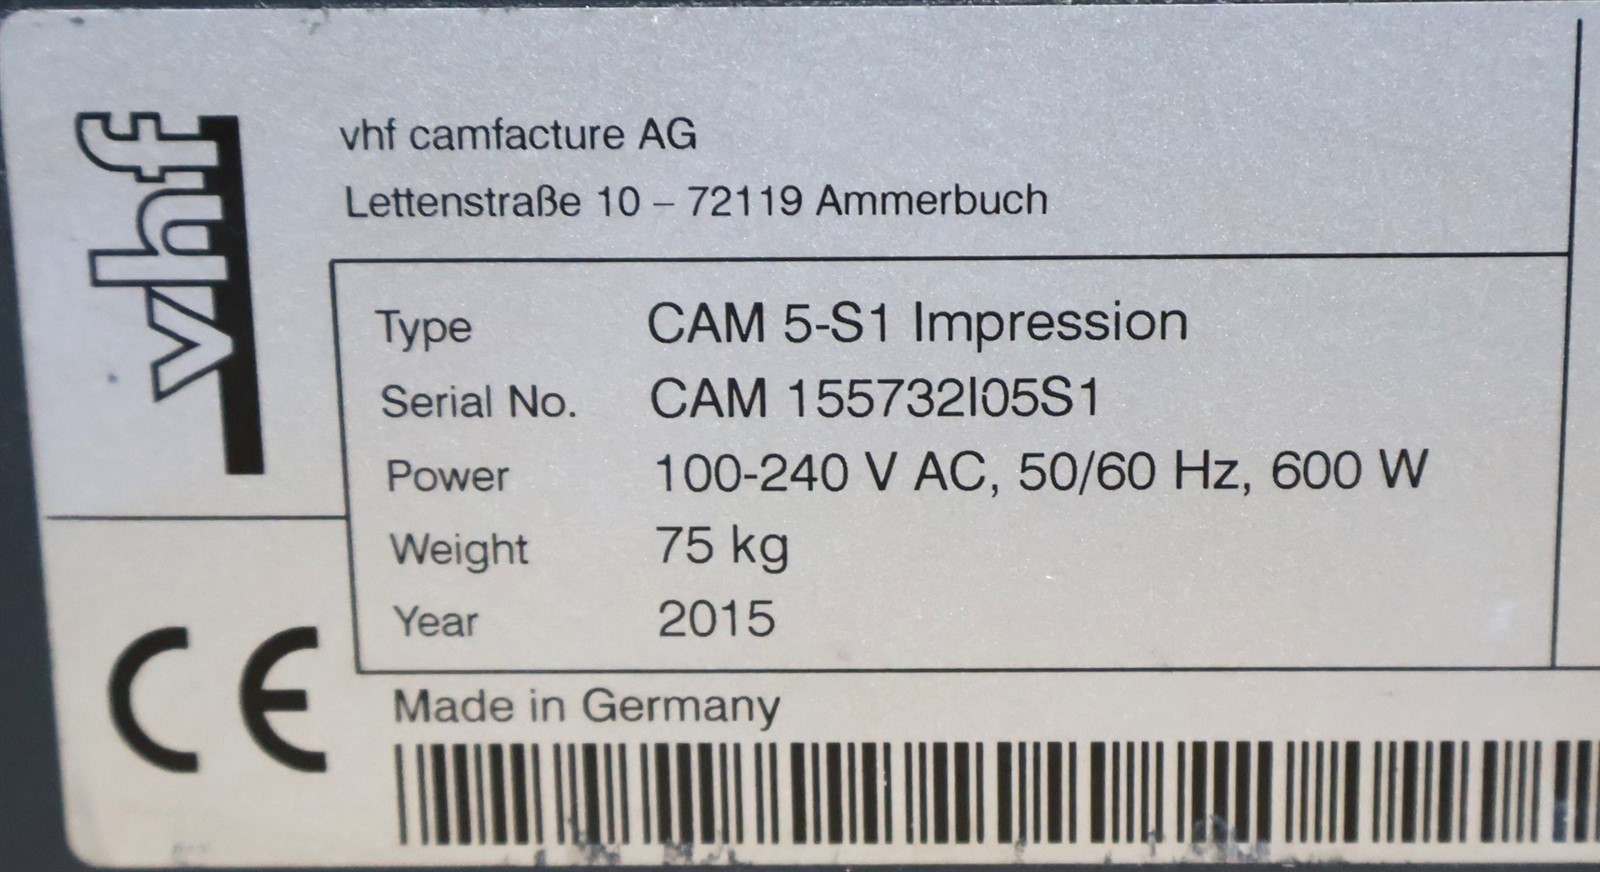 vhf
vhf camfacture AG
Lettenstraße 10 – 72119 Ammerbuch
Type CAM 5-S1 Impression
Serial No. CAM 155732I05S1
Power 100-240 V AC, 50/60 Hz, 600 W
Weight 75 kg
Year 2015
CE
Made in Germany